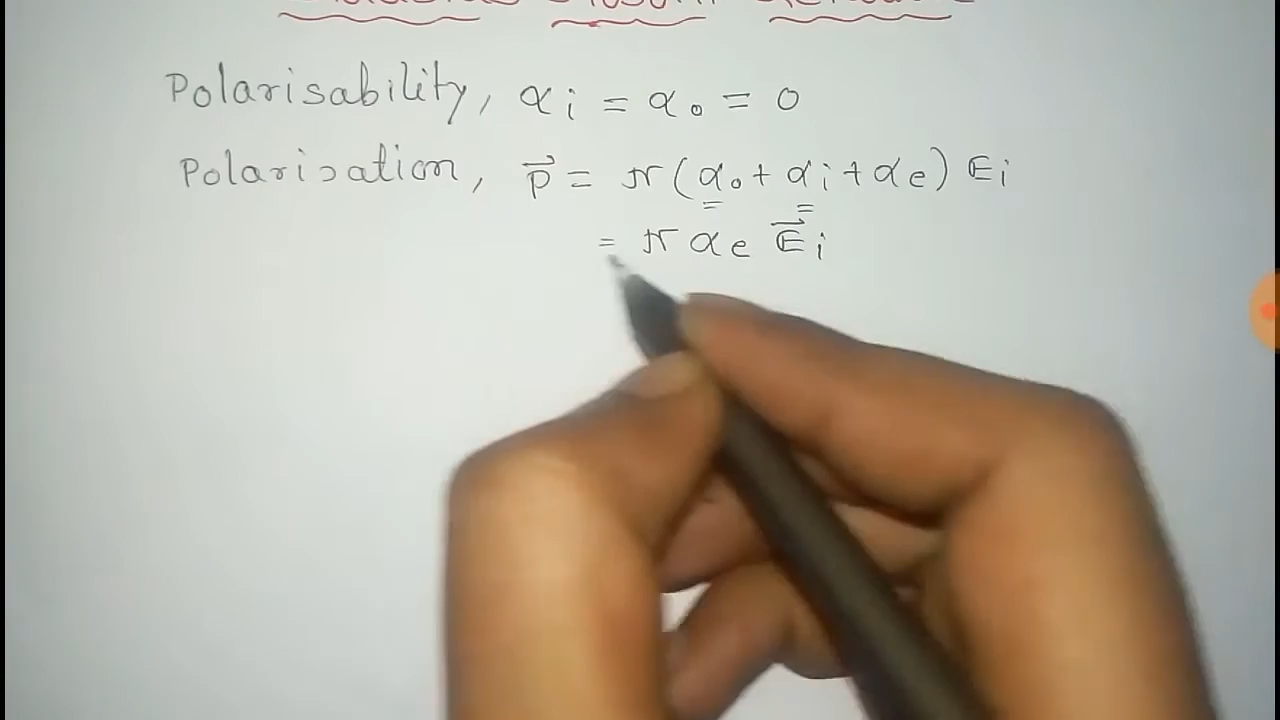 Polarisability, αi = α₀ = 0
Polarisation, P⃗ = N(α₀ + αi + αe) Ei
= N αe E⃗i